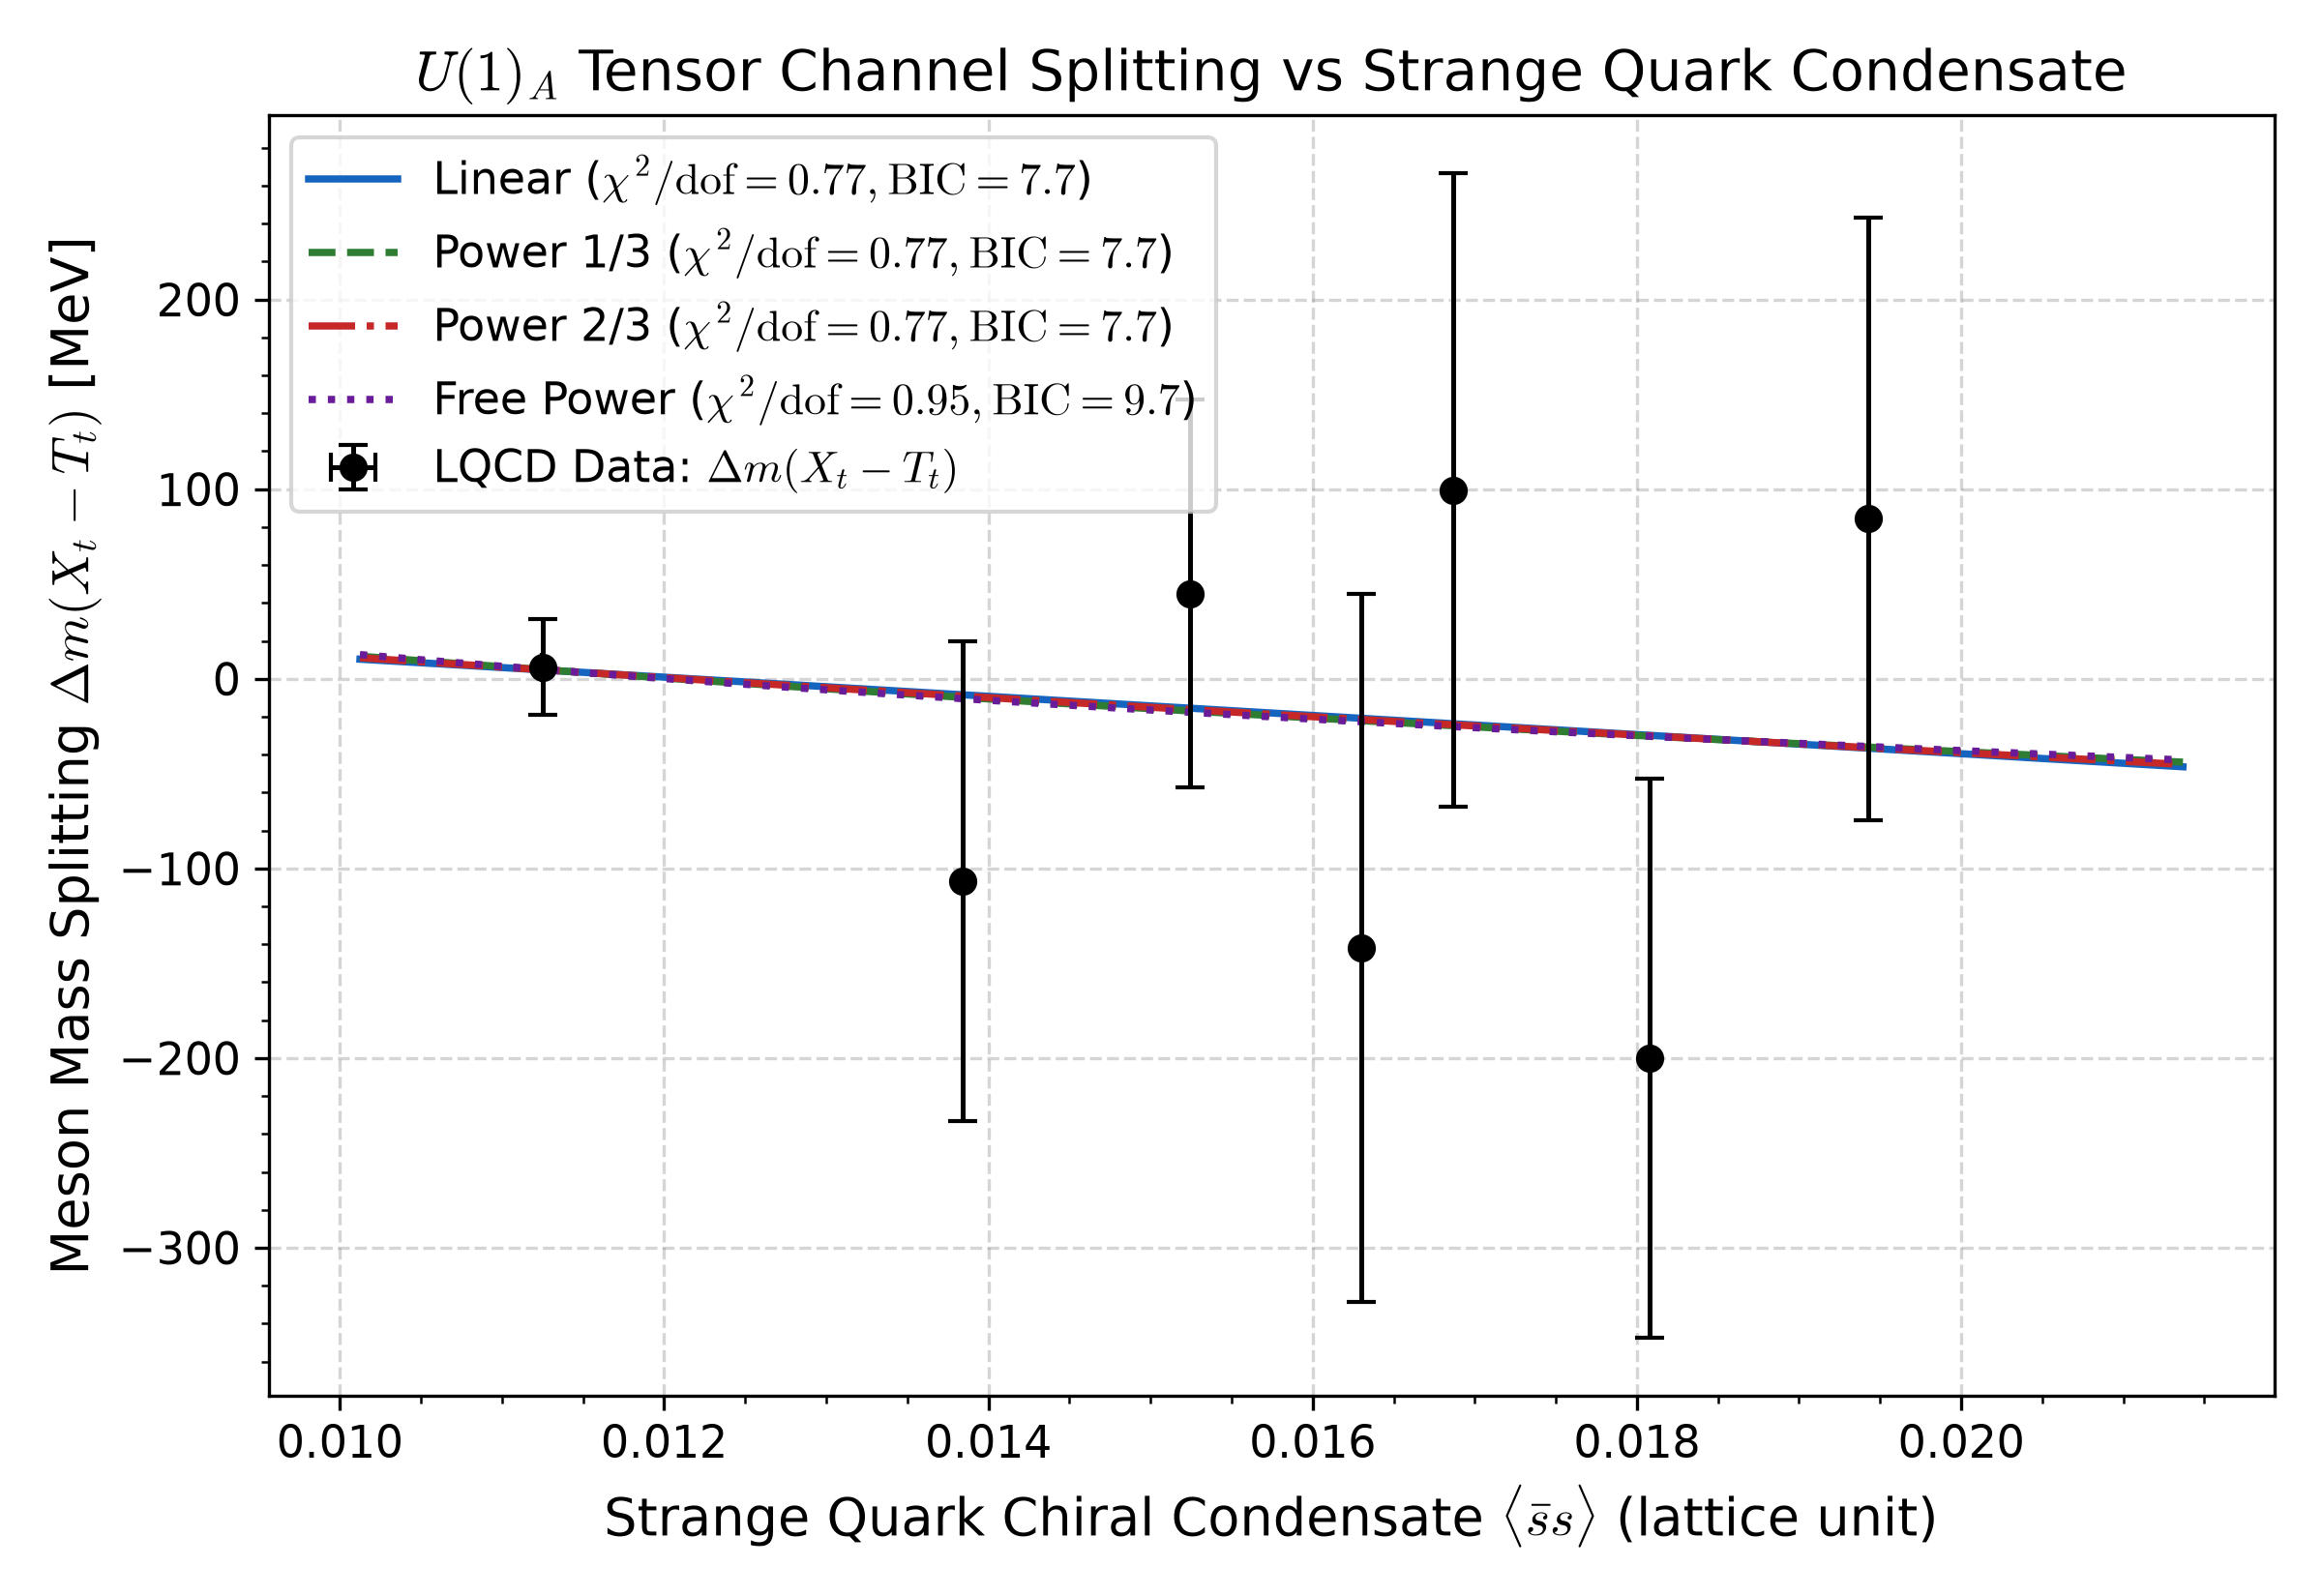 U(1)_A Tensor Channel Splitting vs Strange Quark Condensate
Linear (χ²/dof = 0.77, BIC = 7.7)
Power 1/3 (χ²/dof = 0.77, BIC = 7.7)
Power 2/3 (χ²/dof = 0.77, BIC = 7.7)
Free Power (χ²/dof = 0.95, BIC = 9.7)
LQCD Data: Δm(X_t − T_t)
Meson Mass Splitting Δm(X_t − T_t) [MeV]
200
100
0
−100
−200
−300
0.010 0.012 0.014 0.016 0.018 0.020
Strange Quark Chiral Condensate ⟨s̄s⟩ (lattice unit)